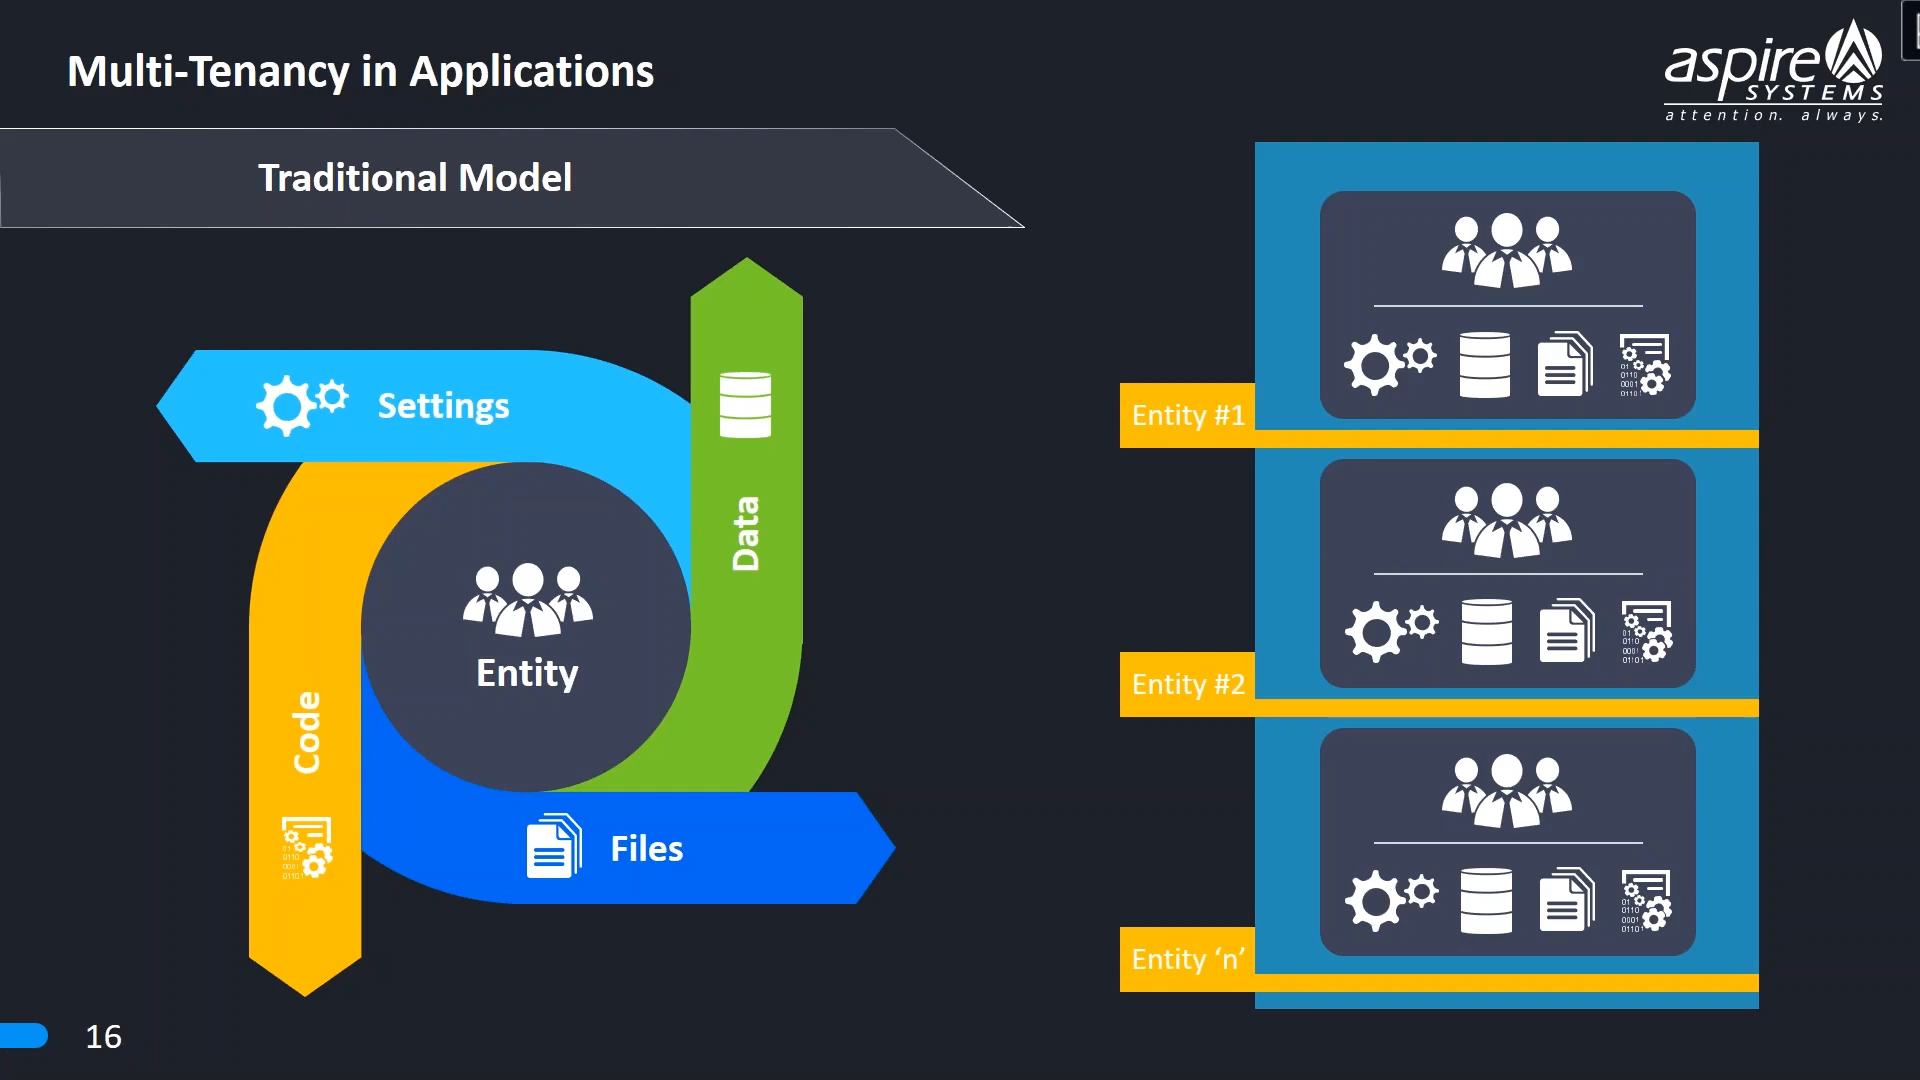 Multi-Tenancy in Applications
aspire
SYSTEMS
attention. always.
Traditional Model
Settings
Data
Entity
Code
Files
Entity #1
Entity #2
Entity ‘n’
16